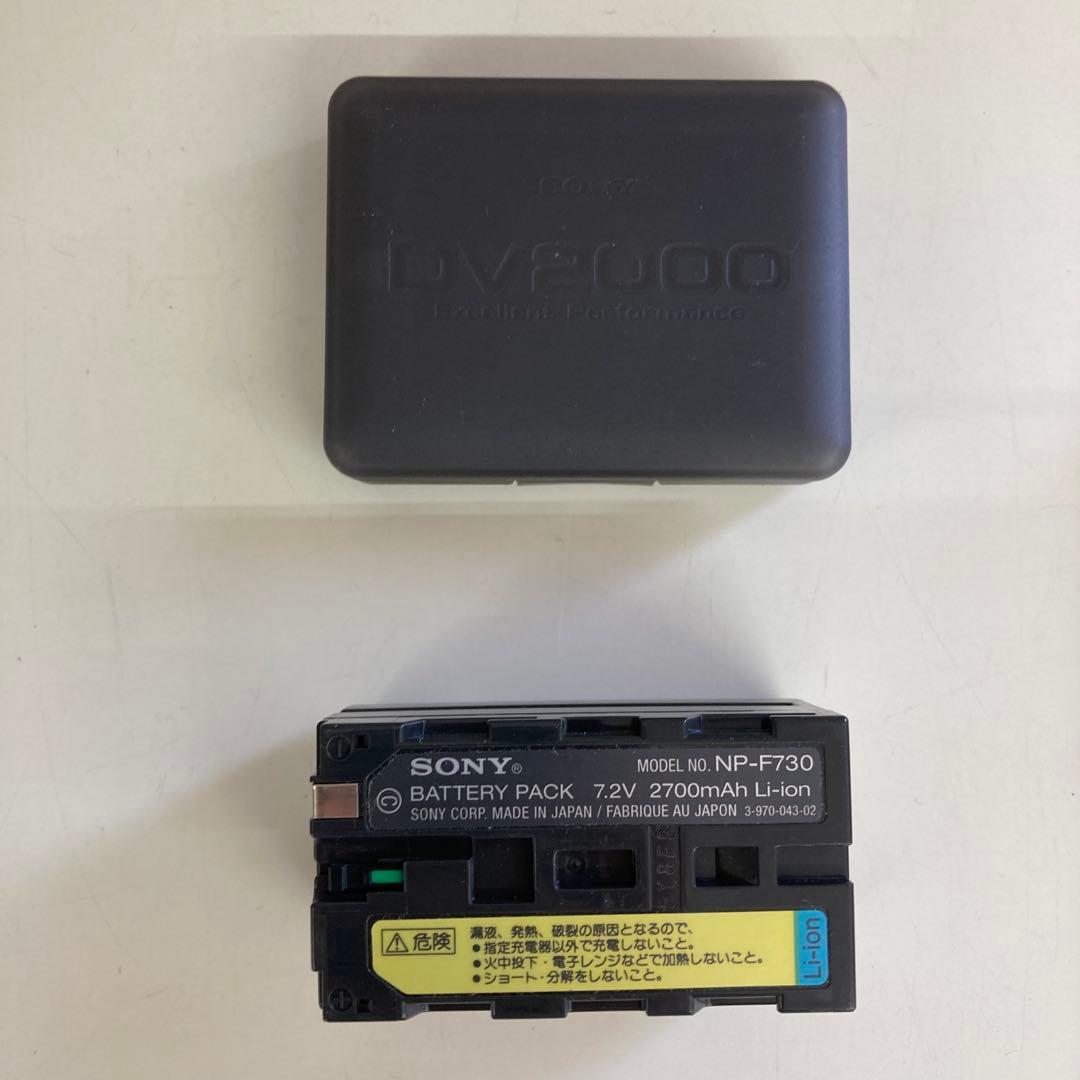 SONY
DV2000
Excellent Performance
SONY® MODEL NO. NP-F730
BATTERY PACK 7.2V 2700mAh Li-ion
SONY CORP. MADE IN JAPAN / FABRIQUE AU JAPON 3-970-043-02
危険
漏液、発熱、破裂の原因となるので、
●指定充電器以外で充電しないこと。
●火中投下・電子レンジなどで加熱しないこと。
●ショート・分解をしないこと。
Li-ion